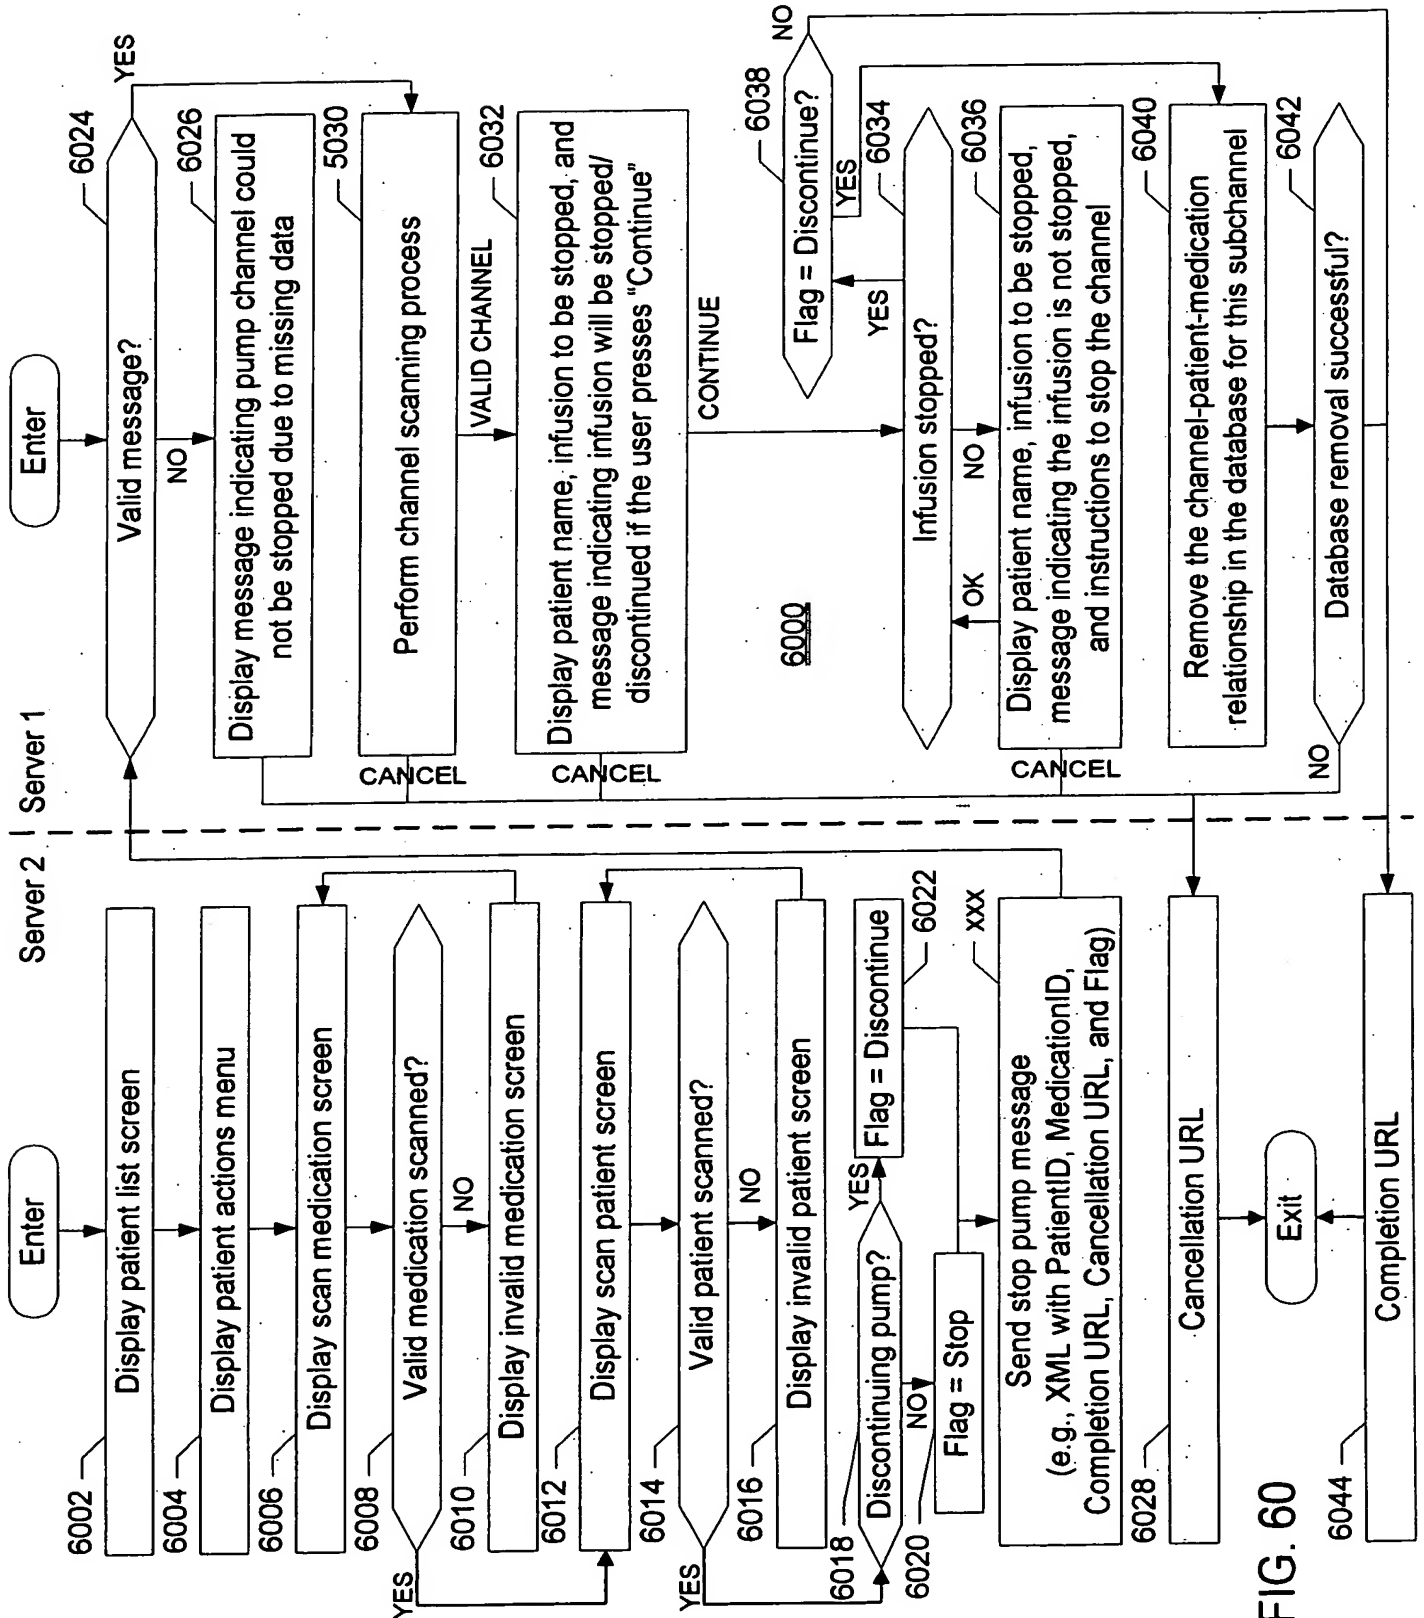 Server 2
Server 1
Enter
6002
Display patient list screen
6004
Display patient actions menu
6006
Display scan medication screen
6008
Valid medication scanned?
YES
NO
6010
Display invalid medication screen
6012
Display scan patient screen
6014
Valid patient scanned?
YES
NO
6016
Display invalid patient screen
6018
Discontinuing pump?
YES
Flag = Discontinue
6022
NO
6020
Flag = Stop
XXX
Send stop pump message
(e.g., XML with PatientID, MedicationID,
Completion URL, Cancellation URL, and Flag)
6028
Cancellation URL
Exit
6044
Completion URL
Enter
6024
Valid message?
YES
NO
6026
Display message indicating pump channel could
not be stopped due to missing data
5030
Perform channel scanning process
CANCEL
VALID CHANNEL
6032
Display patient name, infusion to be stopped, and
message indicating infusion will be stopped/
discontinued if the user presses "Continue"
CANCEL
CONTINUE
6000
6038
Flag = Discontinue?
NO
YES
YES
6034
Infusion stopped?
OK
NO
6036
Display patient name, infusion to be stopped,
message indicating the infusion is not stopped,
and instructions to stop the channel
CANCEL
6040
Remove the channel-patient-medication
relationship in the database for this subchannel
6042
Database removal successful?
NO
FIG. 60